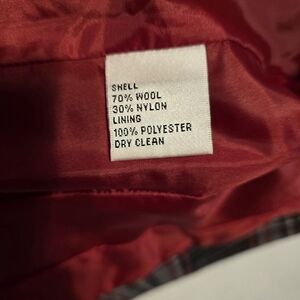 SHELL
70% WOOL
30% NYLON
LINING
100% POLYESTER
DRY CLEAN